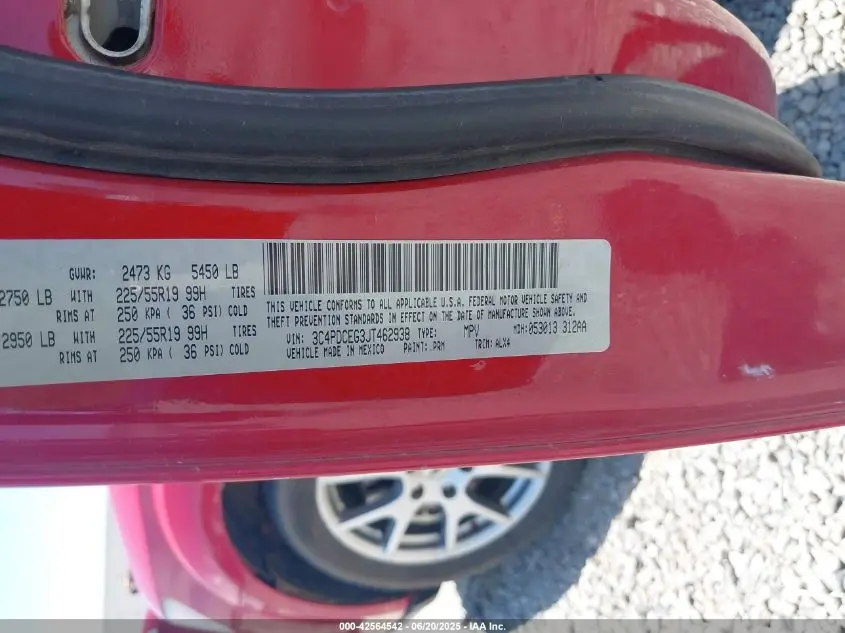 GVWR: 2473 KG 5450 LB
2750 LB WITH 225/55R19 99H TIRES
RIMS AT 250 KPA ( 36 PSI) COLD
2950 LB WITH 225/55R19 99H TIRES
RIMS AT 250 KPA ( 36 PSI) COLD
THIS VEHICLE CONFORMS TO ALL APPLICABLE U.S.A. FEDERAL MOTOR VEHICLE SAFETY AND
THEFT PREVENTION STANDARDS IN EFFECT ON THE DATE OF MANUFACTURE SHOWN ABOVE.
VIN: 3C4PDCEG3JT462938 TYPE: MPV MDH:053013 312AA
VEHICLE MADE IN MEXICO PAINT: PRM TRIM: ALX4
000-42564542 | 06/20/2025 - IAA Inc.